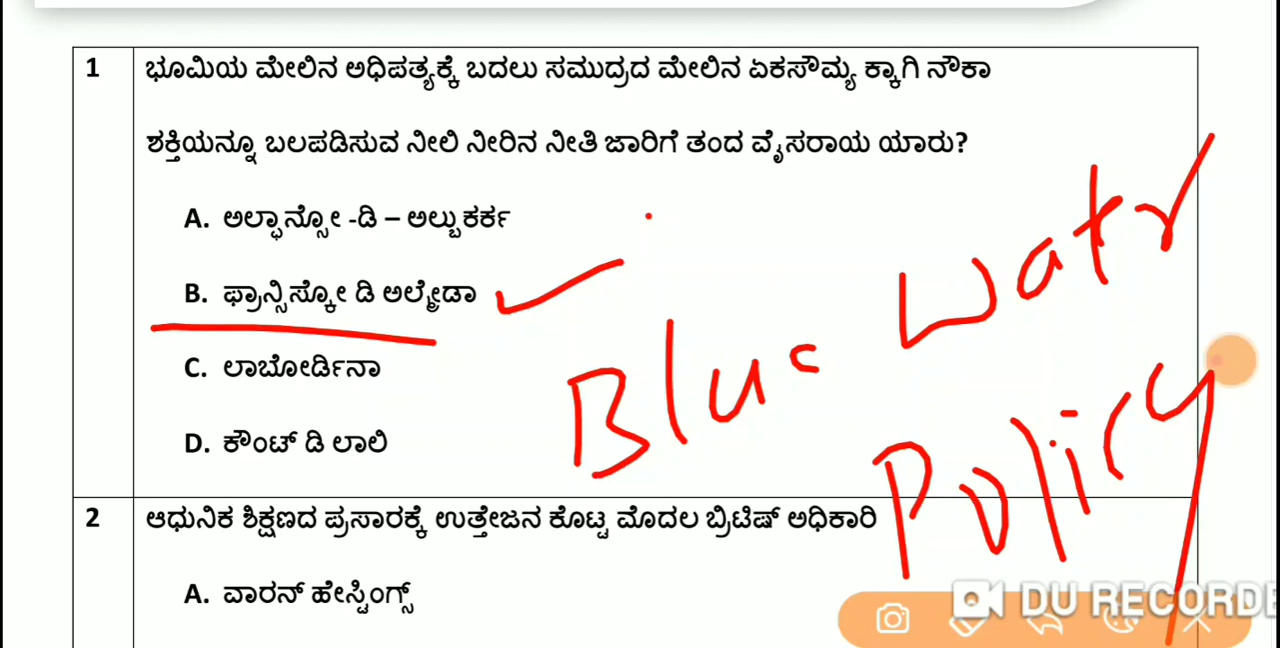 1
ಭೂಮಿಯ ಮೇಲಿನ ಅಧಿಪತ್ಯಕ್ಕೆ ಬದಲು ಸಮುದ್ರದ ಮೇಲಿನ ಏಕಸೌಮ್ಯ ಕ್ಕಾಗಿ ನೌಕಾ
ಶಕ್ತಿಯನ್ನೂ ಬಲಪಡಿಸುವ ನೀಲಿ ನೀರಿನ ನೀತಿ ಜಾರಿಗೆ ತಂದ ವೈಸರಾಯ ಯಾರು?
A. ಅಲ್ಫಾನ್ಸೋ -ಡಿ – ಅಲ್ಬುಕರ್ಕ
B. ಫ್ರಾನ್ಸಿಸ್ಕೋ ಡಿ ಅಲ್ಮೇಡಾ
C. ಲಾಬೋರ್ಡಿನಾ
D. ಕೌಂಟ್ ಡಿ ಲಾಲಿ
Blue Watr
Policy
2
ಆಧುನಿಕ ಶಿಕ್ಷಣದ ಪ್ರಸಾರಕ್ಕೆ ಉತ್ತೇಜನ ಕೊಟ್ಟ ಮೊದಲ ಬ್ರಿಟಿಷ್ ಅಧಿಕಾರಿ
A. ವಾರನ್ ಹೇಸ್ಟಿಂಗ್ಸ್
DU RECORDE